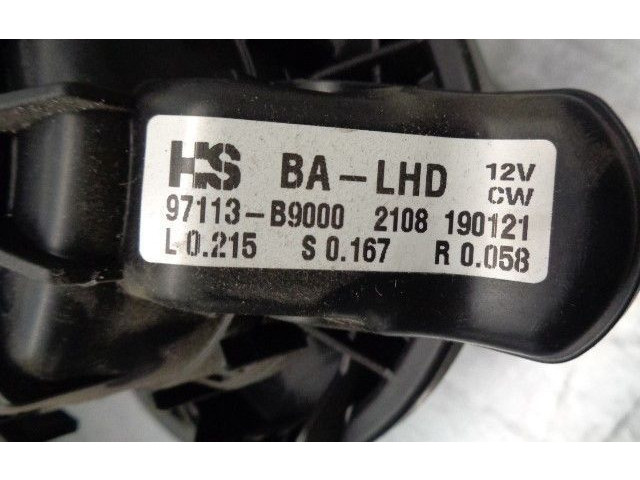 HS BA-LHD 12V
CW
97113-B9000 2108 190121
L 0.215 S 0.167 R 0.058